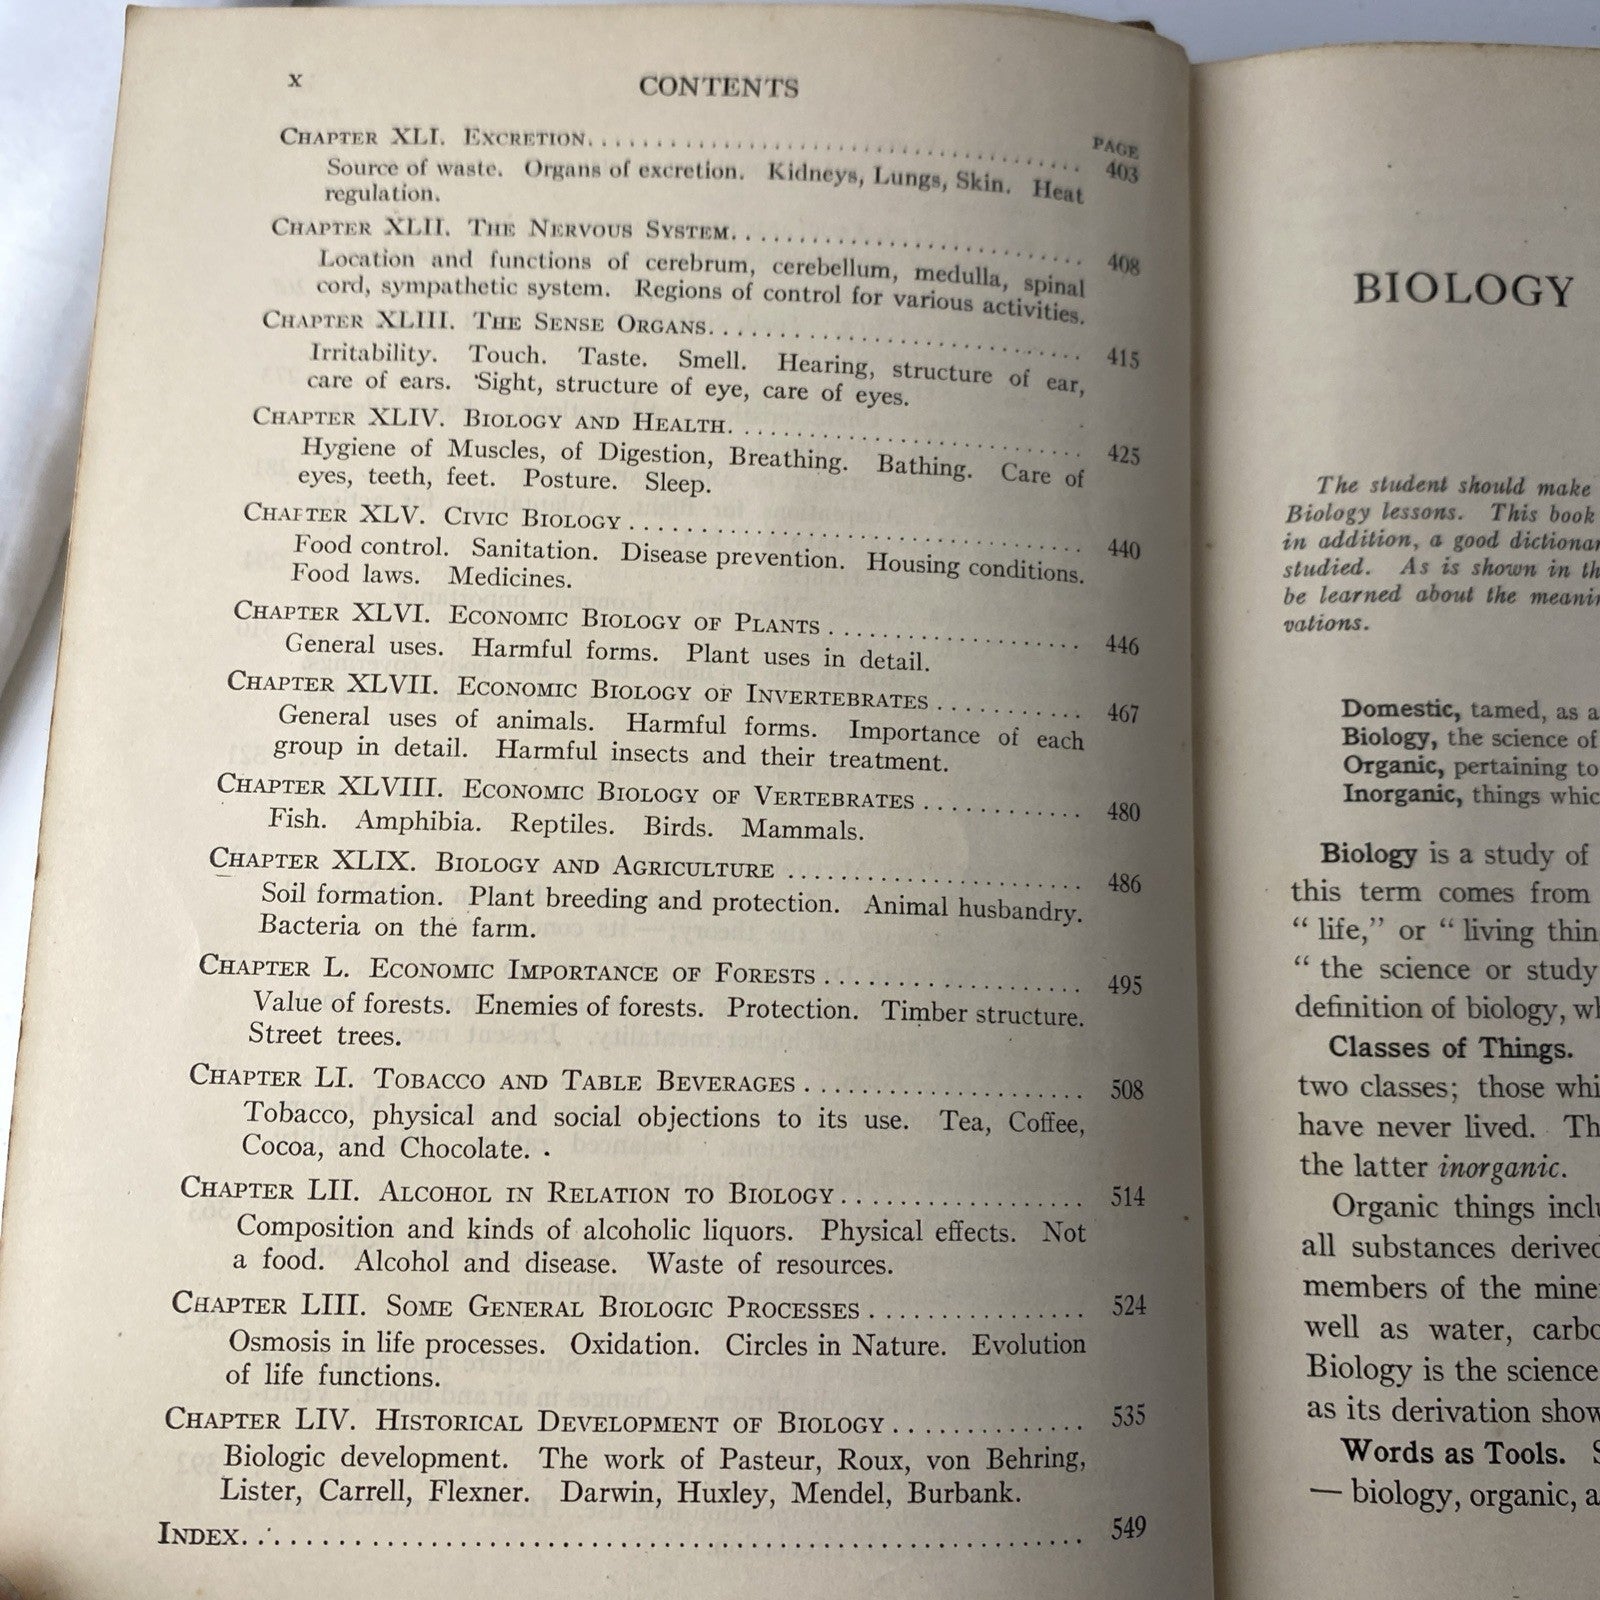 x CONTENTS
PAGE
CHAPTER XLI. EXCRETION........................................ 403
Source of waste. Organs of excretion. Kidneys, Lungs, Skin. Heat
regulation.
CHAPTER XLII. THE NERVOUS SYSTEM........................... 408
Location and functions of cerebrum, cerebellum, medulla, spinal
cord, sympathetic system. Regions of control for various activities.
CHAPTER XLIII. THE SENSE ORGANS............................ 415
Irritability. Touch. Taste. Smell. Hearing, structure of ear,
care of ears. Sight, structure of eye, care of eyes.
CHAPTER XLIV. BIOLOGY AND HEALTH.......................... 425
Hygiene of Muscles, of Digestion, Breathing. Bathing. Care of
eyes, teeth, feet. Posture. Sleep.
CHAPTER XLV. CIVIC BIOLOGY.................................. 440
Food control. Sanitation. Disease prevention. Housing conditions.
Food laws. Medicines.
CHAPTER XLVI. ECONOMIC BIOLOGY OF PLANTS.................. 446
General uses. Harmful forms. Plant uses in detail.
CHAPTER XLVII. ECONOMIC BIOLOGY OF INVERTEBRATES........... 467
General uses of animals. Harmful forms. Importance of each
group in detail. Harmful insects and their treatment.
CHAPTER XLVIII. ECONOMIC BIOLOGY OF VERTEBRATES............ 480
Fish. Amphibia. Reptiles. Birds. Mammals.
CHAPTER XLIX. BIOLOGY AND AGRICULTURE...................... 486
Soil formation. Plant breeding and protection. Animal husbandry.
Bacteria on the farm.
CHAPTER L. ECONOMIC IMPORTANCE OF FORESTS................... 495
Value of forests. Enemies of forests. Protection. Timber structure.
Street trees.
CHAPTER LI. TOBACCO AND TABLE BEVERAGES.................... 508
Tobacco, physical and social objections to its use. Tea, Coffee,
Cocoa, and Chocolate.
CHAPTER LII. ALCOHOL IN RELATION TO BIOLOGY................. 514
Composition and kinds of alcoholic liquors. Physical effects. Not
a food. Alcohol and disease. Waste of resources.
CHAPTER LIII. SOME GENERAL BIOLOGIC PROCESSES............... 524
Osmosis in life processes. Oxidation. Circles in Nature. Evolution
of life functions.
CHAPTER LIV. HISTORICAL DEVELOPMENT OF BIOLOGY.............. 535
Biologic development. The work of Pasteur, Roux, von Behring,
Lister, Carrell, Flexner. Darwin, Huxley, Mendel, Burbank.
INDEX....................................................... 549
BIOLOGY
The student should make
Biology lessons. This book
in addition, a good dictionar
studied. As is shown in th
be learned about the meanin
vations.
Domestic, tamed, as a
Biology, the science of
Organic, pertaining to
Inorganic, things whic
Biology is a study of
this term comes from
“ life,” or “ living thin
“ the science or study
definition of biology, wh
Classes of Things.
two classes; those whi
have never lived. Th
the latter inorganic.
Organic things inclu
all substances derived
members of the mine
well as water, carbo
Biology is the science
as its derivation show
Words as Tools. S
— biology, organic, a